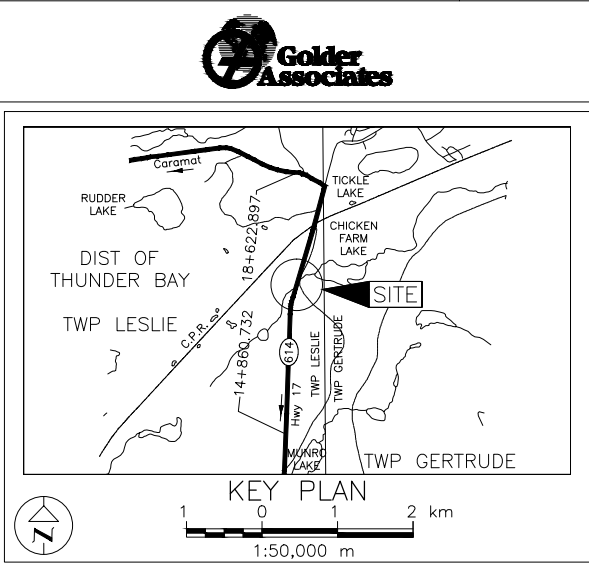 Golder
Associates
Caramat
TICKLE
LAKE
RUDDER
LAKE
18+622.897
CHICKEN
FARM
LAKE
DIST OF
THUNDER BAY
SITE
TWP LESLIE
C.P.R.
14+860.732
614
TWP LESLIE
TWP GERTRUDE
Hwy 17
MUNRO
LAKE
TWP GERTRUDE
KEY PLAN
1 0 1 2 km
N
1:50,000 m